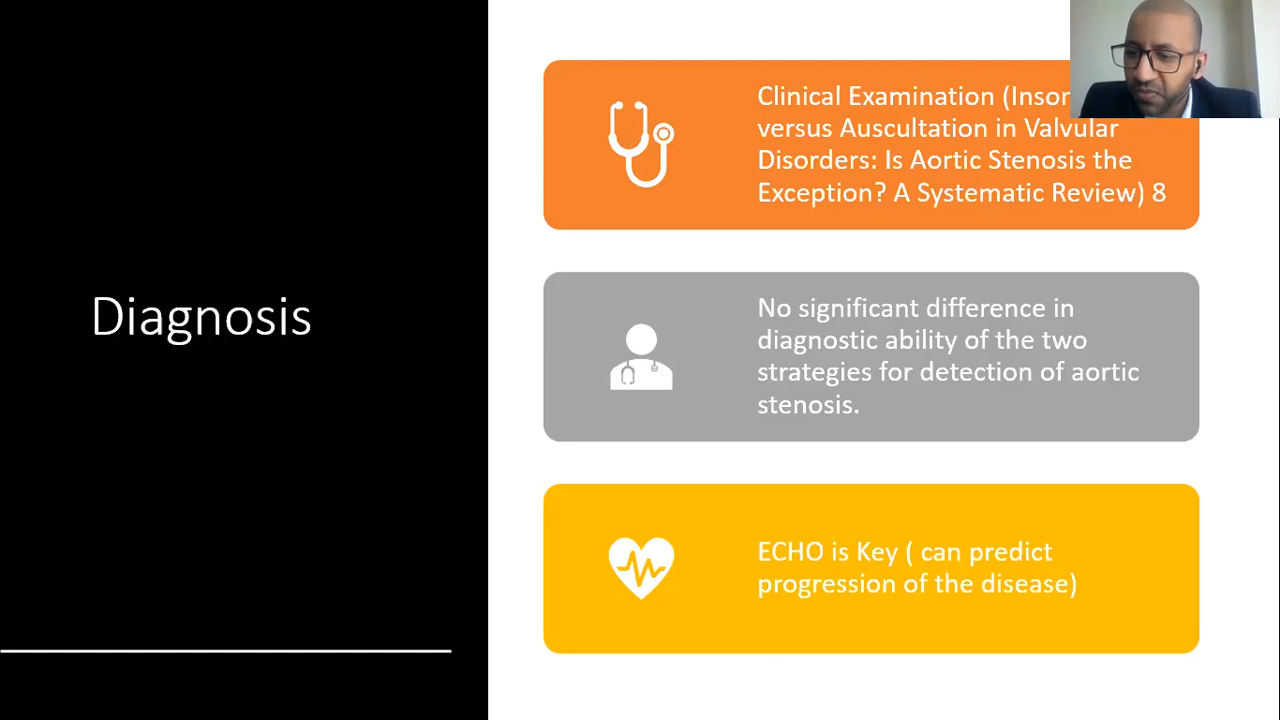 Diagnosis
Clinical Examination
versus Auscultation in Valvular
Disorders: Is Aortic Stenosis the
Exception? A Systematic Review) 8
No significant difference in
diagnostic ability of the two
strategies for detection of aortic
stenosis.
ECHO is Key ( can predict
progression of the disease)